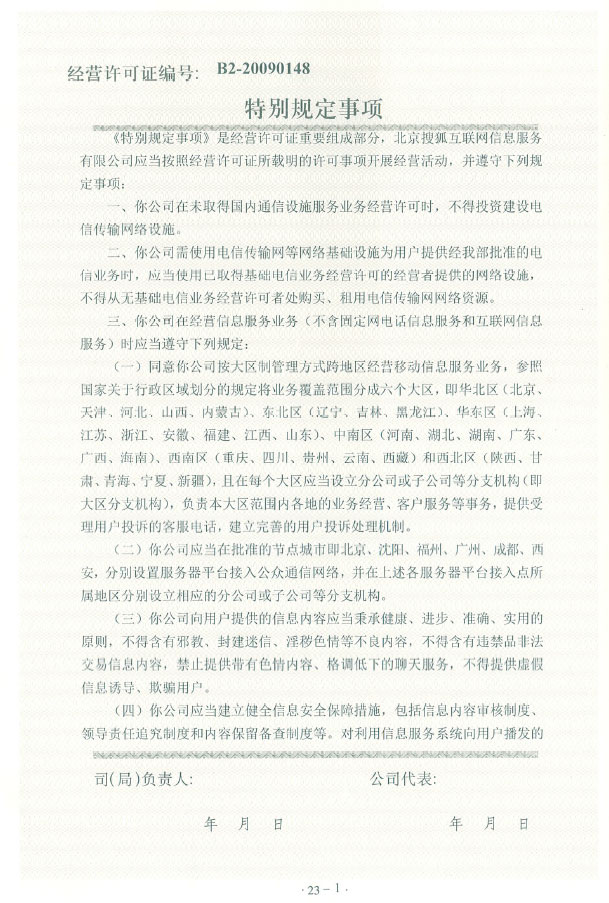 经营许可证编号: B2-20090148
特别规定事项
《特别规定事项》是经营许可证重要组成部分，北京搜狐互联网信息服务
有限公司应当按照经营许可证所载明的许可事项开展经营活动，并遵守下列规
定事项：
一、你公司在未取得国内通信设施服务业务经营许可时，不得投资建设电
信传输网络设施。
二、你公司需使用电信传输网等网络基础设施为用户提供经我部批准的电
信业务时，应当使用已取得基础电信业务经营许可的经营者提供的网络设施，
不得从无基础电信业务经营许可者处购买、租用电信传输网网络资源。
三、你公司在经营信息服务业务（不含固定网电话信息服务和互联网信息
服务）时应当遵守下列规定：
（一）同意你公司按大区制管理方式跨地区经营移动信息服务业务，参照
国家关于行政区域划分的规定将业务覆盖范围分成六个大区，即华北区（北京、
天津、河北、山西、内蒙古）、东北区（辽宁、吉林、黑龙江）、华东区（上海、
江苏、浙江、安徽、福建、江西、山东）、中南区（河南、湖北、湖南、广东、
广西、海南）、西南区（重庆、四川、贵州、云南、西藏）和西北区（陕西、甘
肃、青海、宁夏、新疆），且在每个大区应当设立分公司或子公司等分支机构（即
大区分支机构），负责本大区范围内各地的业务经营、客户服务等事务，提供受
理用户投诉的客服电话，建立完善的用户投诉处理机制。
（二）你公司应当在批准的节点城市即北京、沈阳、福州、广州、成都、西
安，分别设置服务器平台接入公众通信网络，并在上述各服务器平台接入点所
属地区分别设立相应的分公司或子公司等分支机构。
（三）你公司向用户提供的信息内容应当秉承健康、进步、准确、实用的
原则，不得含有邪教、封建迷信、淫秽色情等不良内容，不得含有违禁品非法
交易信息内容，禁止提供带有色情内容、格调低下的聊天服务，不得提供虚假
信息诱导、欺骗用户。
（四）你公司应当建立健全信息安全保障措施，包括信息内容审核制度、
领导责任追究制度和内容保留备查制度等。对利用信息服务系统向用户播发的
司(局)负责人: 公司代表:
年 月 日 年 月 日
·23-1·